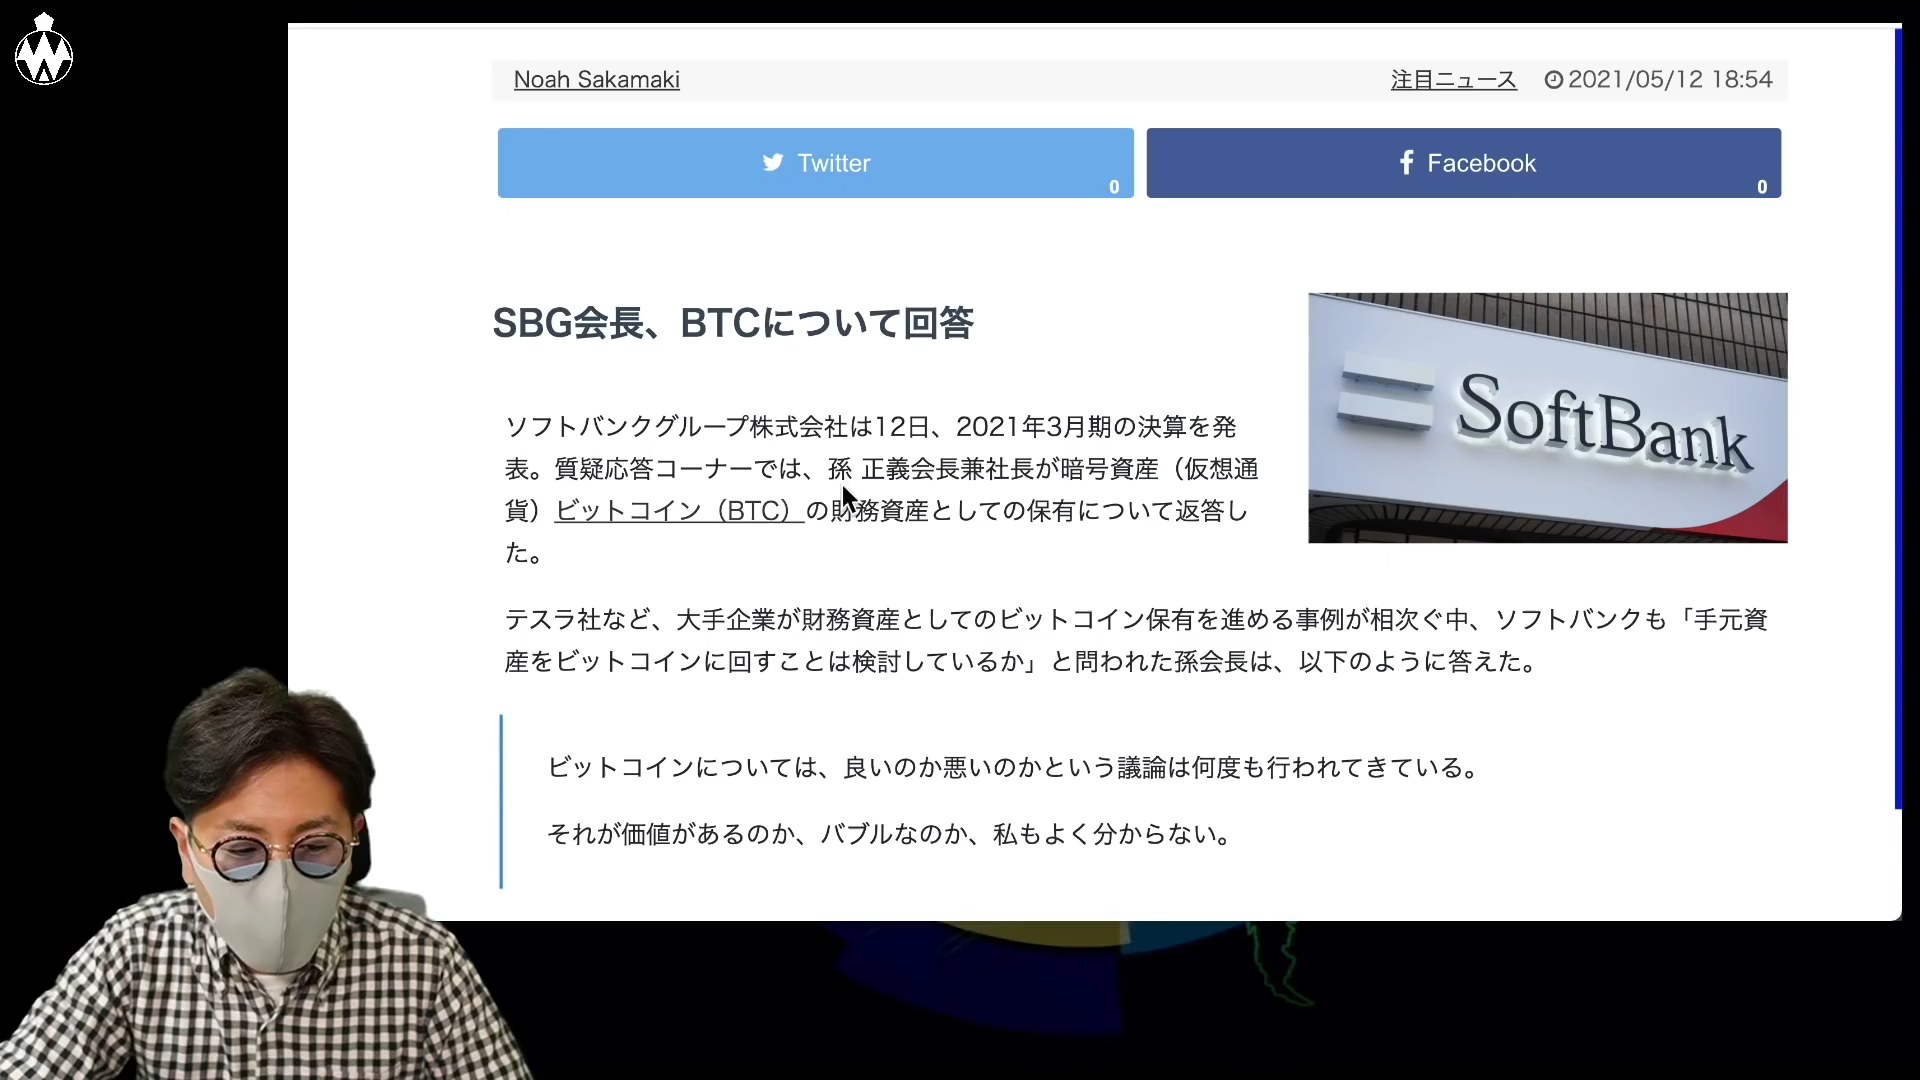 Noah Sakamaki
注目ニュース 2021/05/12 18:54
Twitter 0
Facebook 0
SBG会長、BTCについて回答
SoftBank
ソフトバンクグループ株式会社は12日、2021年3月期の決算を発
表。質疑応答コーナーでは、孫 正義会長兼社長が暗号資産（仮想通
貨）ビットコイン（BTC）の財務資産としての保有について返答し
た。
テスラ社など、大手企業が財務資産としてのビットコイン保有を進める事例が相次ぐ中、ソフトバンクも「手元資
産をビットコインに回すことは検討しているか」と問われた孫会長は、以下のように答えた。
ビットコインについては、良いのか悪いのかという議論は何度も行われてきている。
それが価値があるのか、バブルなのか、私もよく分からない。